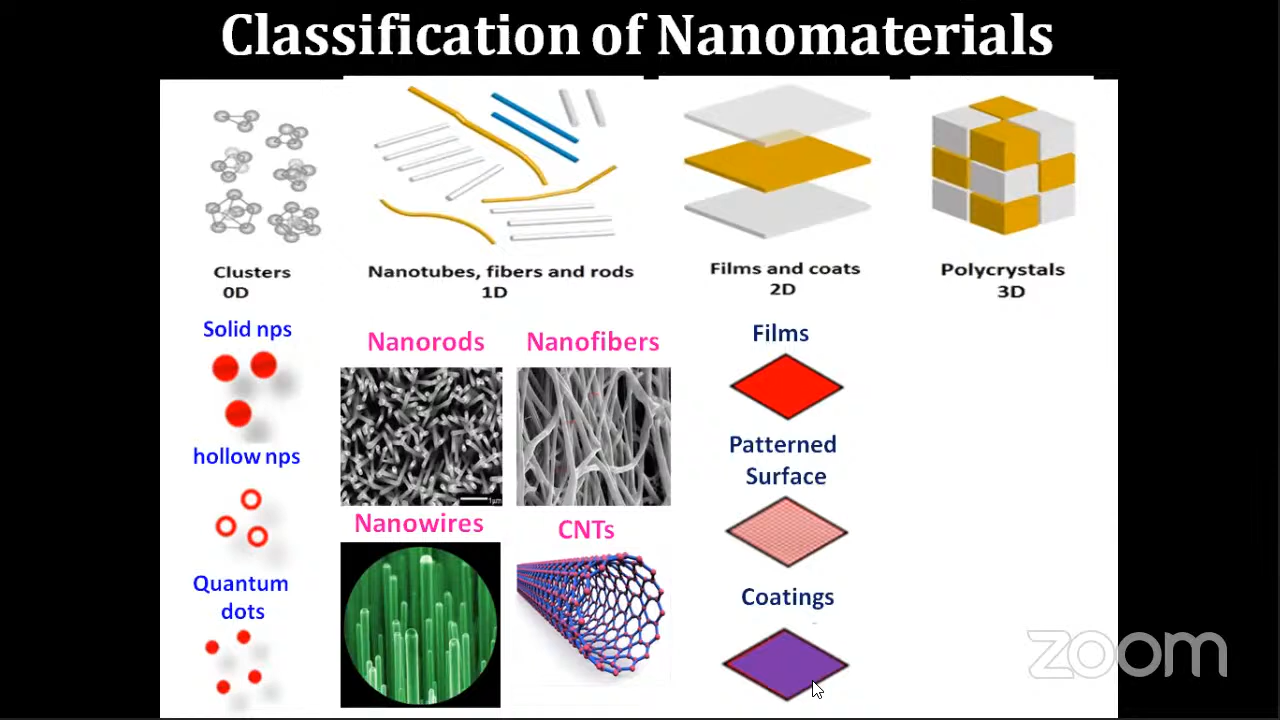 Classification of Nanomaterials
Clusters
0D
Nanotubes, fibers and rods
1D
Films and coats
2D
Polycrystals
3D
Solid nps
hollow nps
Quantum
dots
Nanorods
Nanofibers
1µm
Nanowires
CNTs
Films
Patterned
Surface
Coatings
zoom